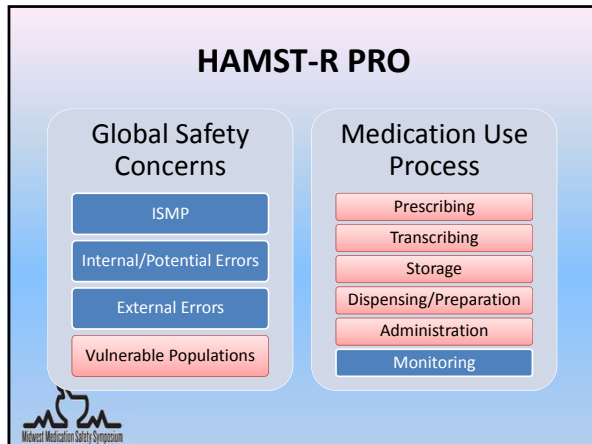 HAMST-R PRO
Global Safety
Concerns
ISMP
Internal/Potential Errors
External Errors
Vulnerable Populations
Medication Use
Process
Prescribing
Transcribing
Storage
Dispensing/Preparation
Administration
Monitoring
Midwest Medication Safety Symposium